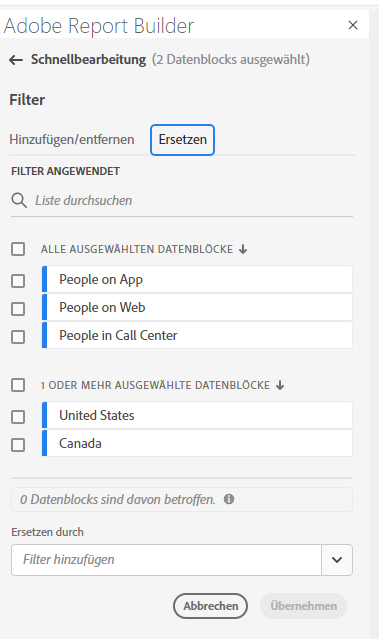 Adobe Report Builder
Schnellbearbeitung (2 Datenblocks ausgewählt)
Filter
Hinzufügen/entfernen Ersetzen
FILTER ANGEWENDET
Liste durchsuchen
ALLE AUSGEWÄHLTEN DATENBLÖCKE
People on App
People on Web
People in Call Center
1 ODER MEHR AUSGEWÄHLTE DATENBLÖCKE
United States
Canada
0 Datenblocks sind davon betroffen.
Ersetzen durch
Filter hinzufügen
Abbrechen Übernehmen